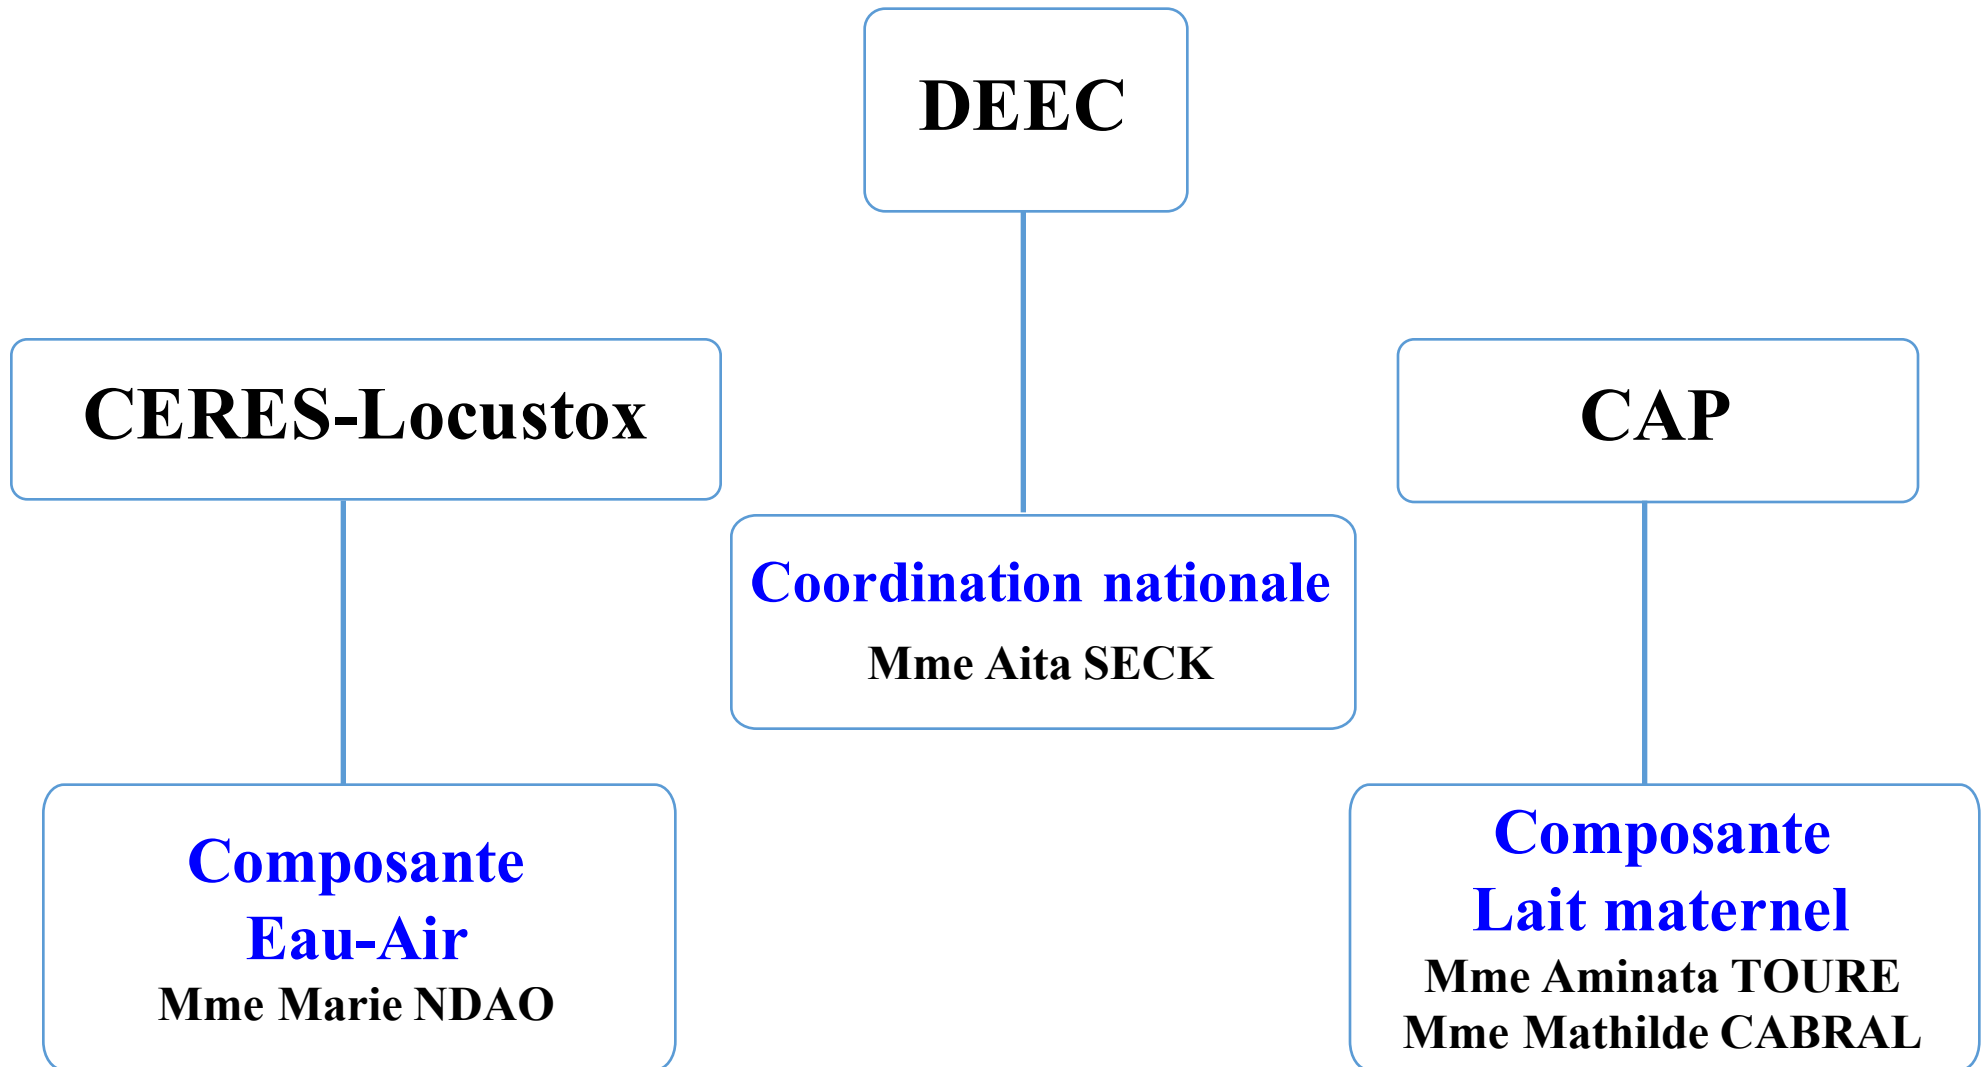 DEEC
CERES-Locustox
CAP
Coordination nationale
Mme Aita SECK
Composante
Eau-Air
Mme Marie NDAO
Composante
Lait maternel
Mme Aminata TOURE
Mme Mathilde CABRAL